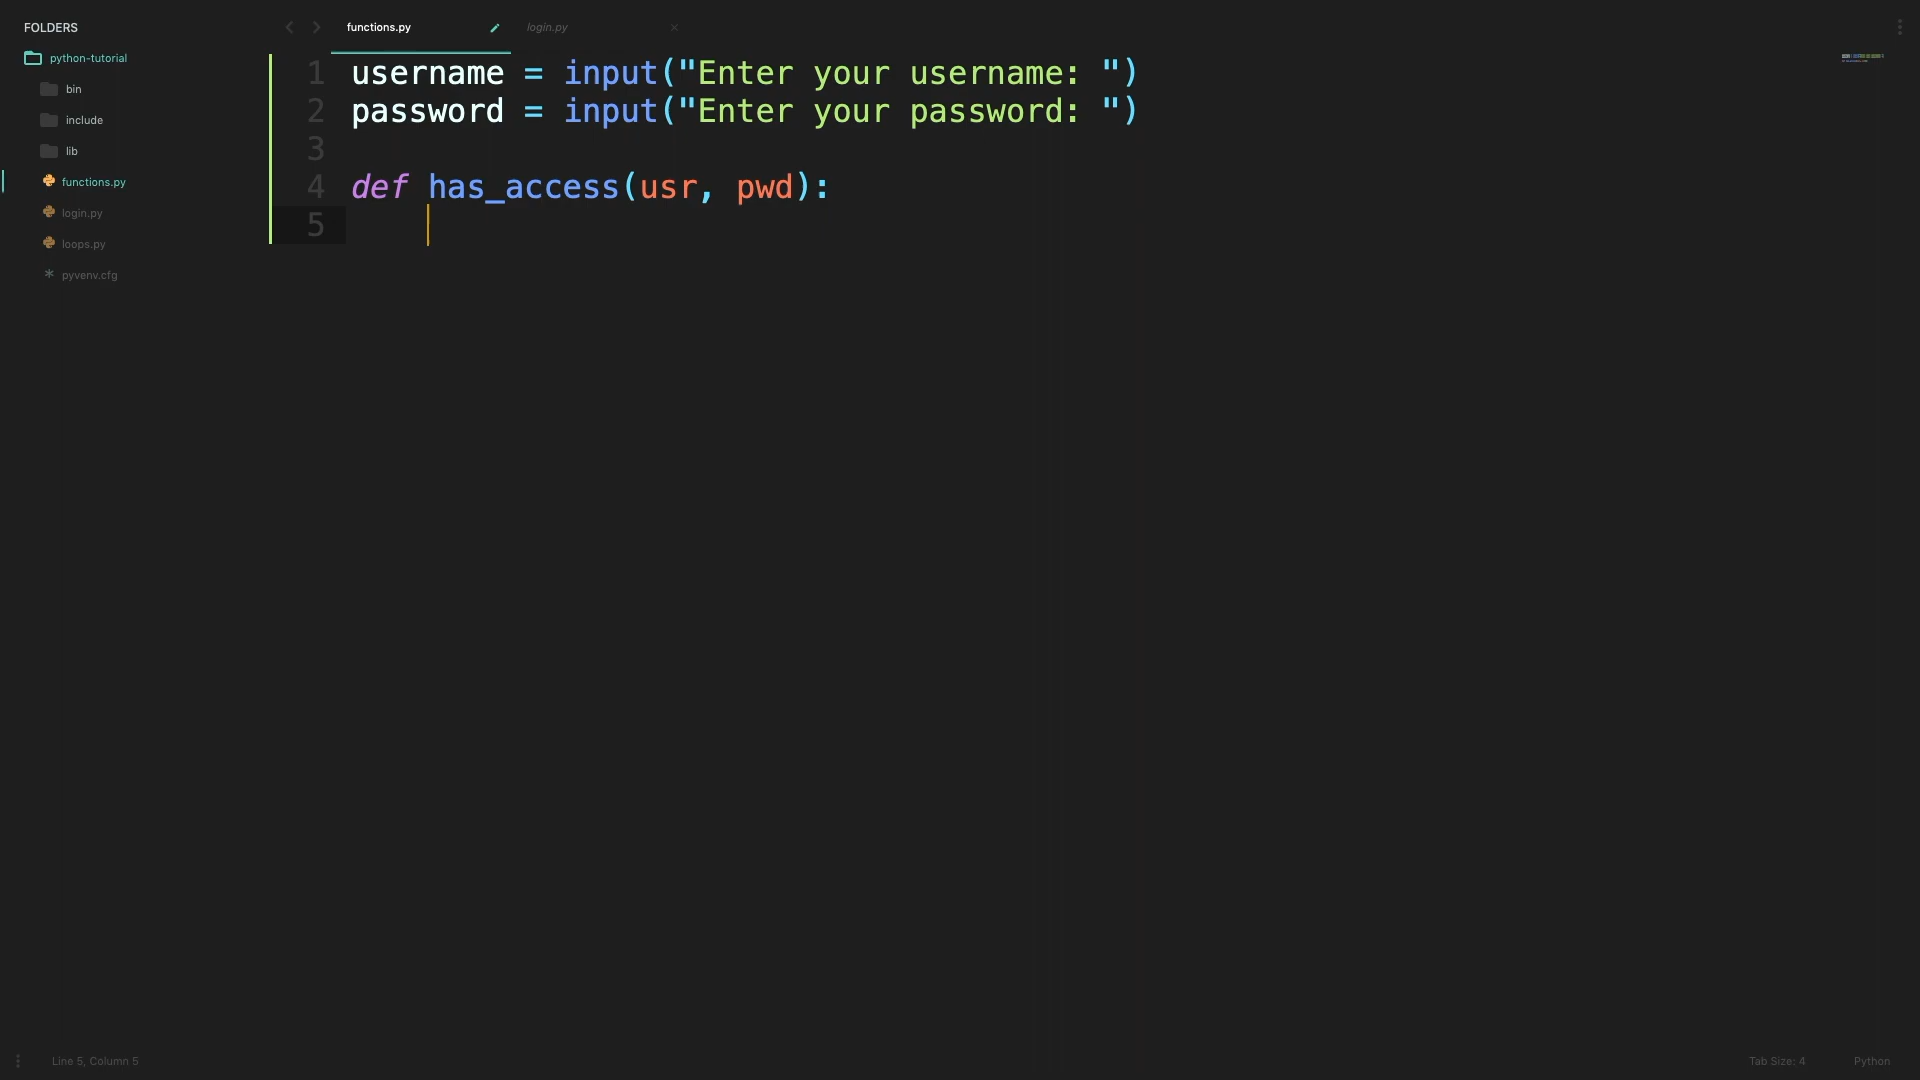 FOLDERS
python-tutorial
bin
include
lib
functions.py
login.py
loops.py
pyvenv.cfg
functions.py
login.py
1 username = input("Enter your username: ")
2 password = input("Enter your password: ")
3
4 def has_access(usr, pwd):
5
Line 5, Column 5
Tab Size: 4
Python